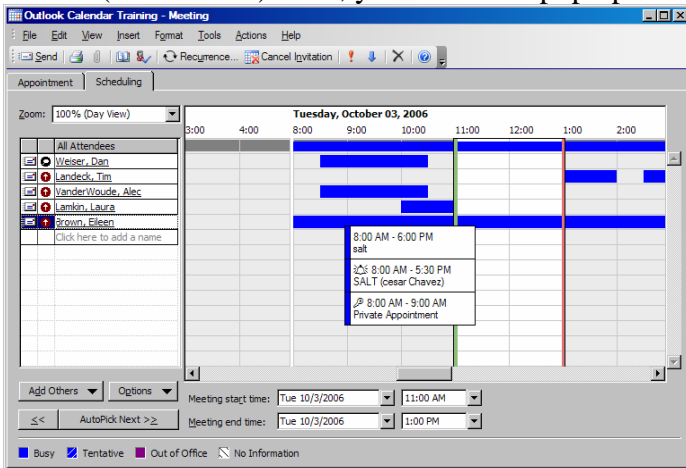 Outlook Calendar Training - Meeting
File Edit View Insert Format Tools Actions Help
Send Recurrence... Cancel Invitation
Appointment Scheduling
Zoom: 100% (Day View)
Tuesday, October 03, 2006
3:00 4:00 8:00 9:00 10:00 11:00 12:00 1:00 2:00
All Attendees
Weiser, Dan
Landeck, Tim
VanderWoude, Alec
Lamkin, Laura
Brown, Eileen
Click here to add a name
8:00 AM - 6:00 PM
salt
8:00 AM - 5:30 PM
SALT (cesar Chavez)
8:00 AM - 9:00 AM
Private Appointment
Add Others Options
Meeting start time: Tue 10/3/2006 11:00 AM
<< AutoPick Next >>
Meeting end time: Tue 10/3/2006 1:00 PM
Busy Tentative Out of Office No Information